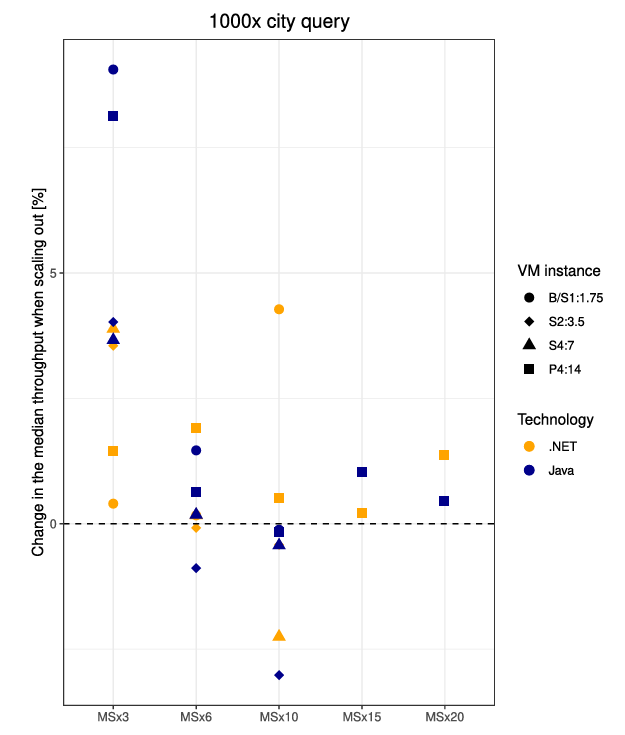 1000x city query
Change in the median throughput when scaling out [%]
5
0
MSx3
MSx6
MSx10
MSx15
MSx20
VM instance
B/S1:1.75
S2:3.5
S4:7
P4:14
Technology
.NET
Java